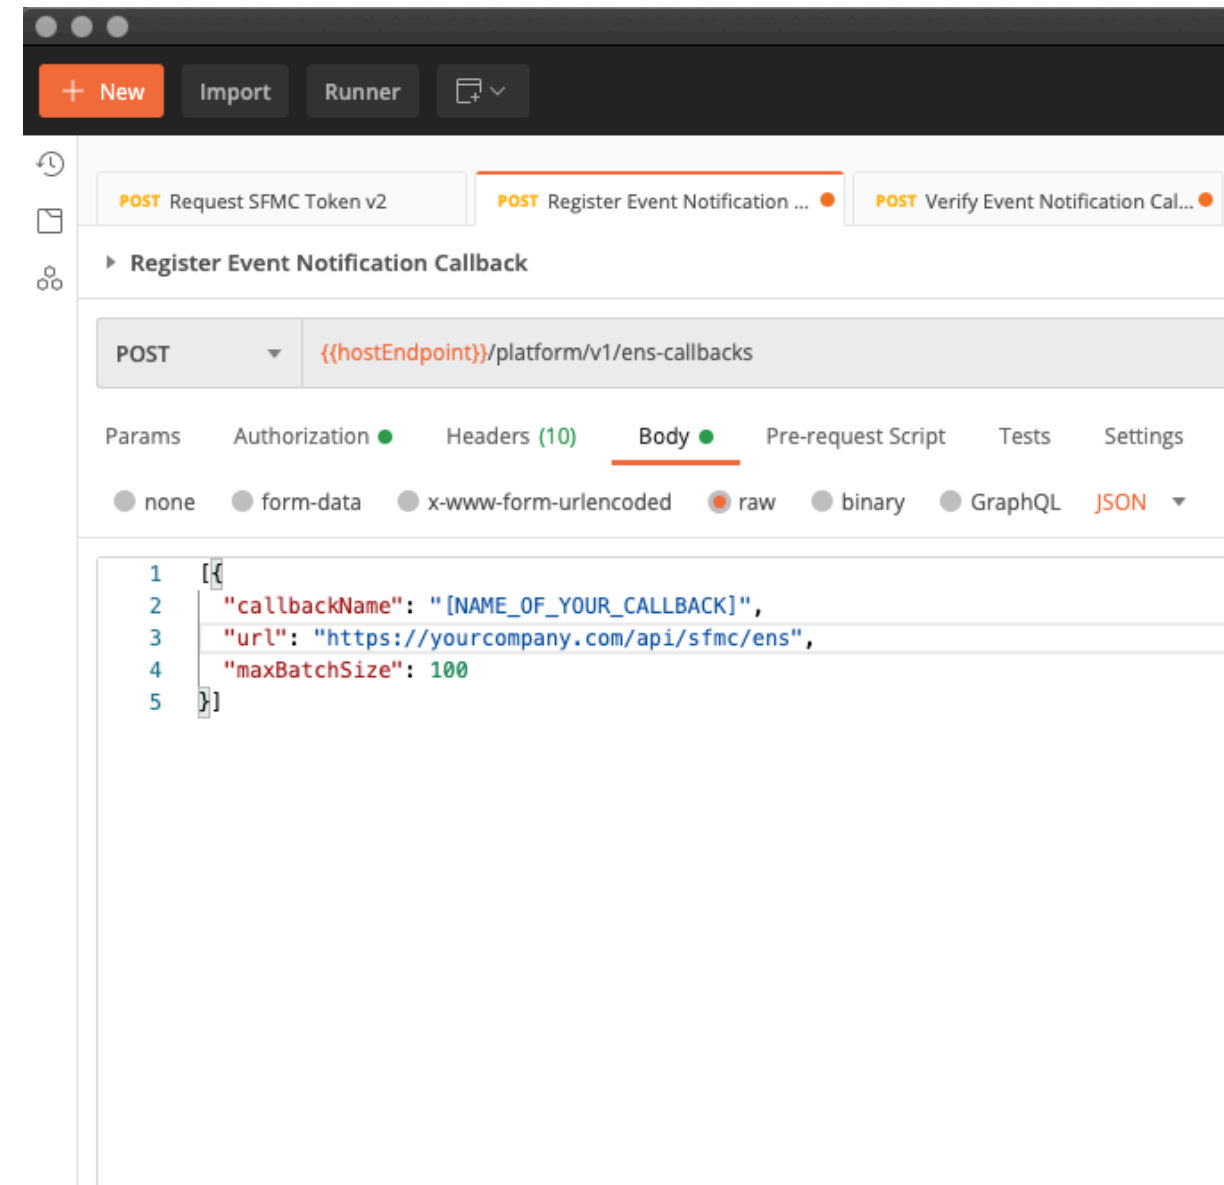 + New Import Runner
POST Request SFMC Token v2 POST Register Event Notification ... POST Verify Event Notification Cal...
Register Event Notification Callback
POST {{hostEndpoint}}/platform/v1/ens-callbacks
Params Authorization Headers (10) Body Pre-request Script Tests Settings
none form-data x-www-form-urlencoded raw binary GraphQL JSON
1 [{
2 "callbackName": "[NAME_OF_YOUR_CALLBACK]",
3 "url": "https://yourcompany.com/api/sfmc/ens",
4 "maxBatchSize": 100
5 }]